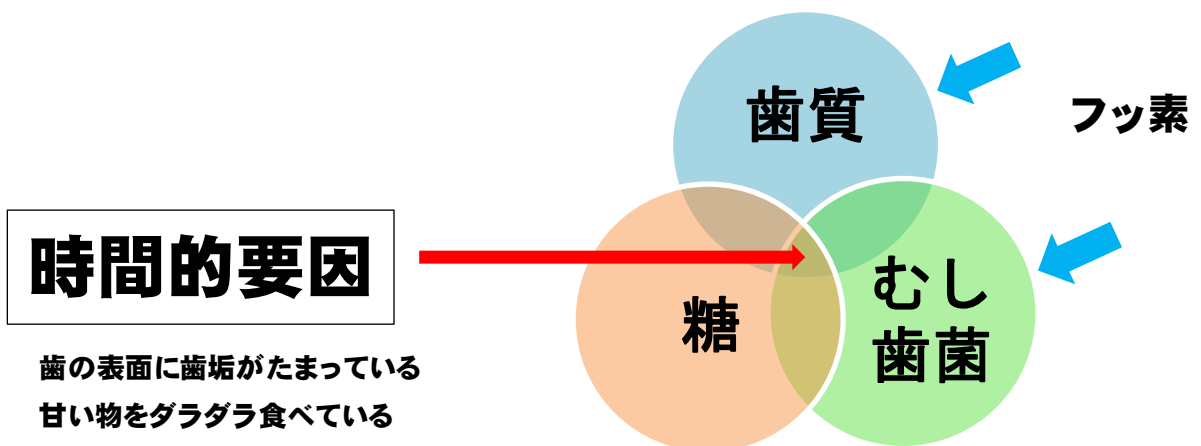 歯質
フッ素
時間的要因
糖
むし
歯菌
歯の表面に歯垢がたまっている
甘い物をダラダラ食べている